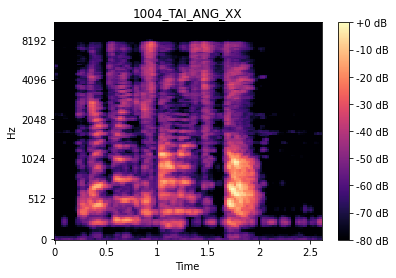 1004_TAI_ANG_XX
+0 dB
8192
-10 dB
4096
-20 dB
-30 dB
2048
Hz
-40 dB
1024
-50 dB
512
-60 dB
-70 dB
0
-80 dB
0 0.5 1 1.5 2 2.5
Time